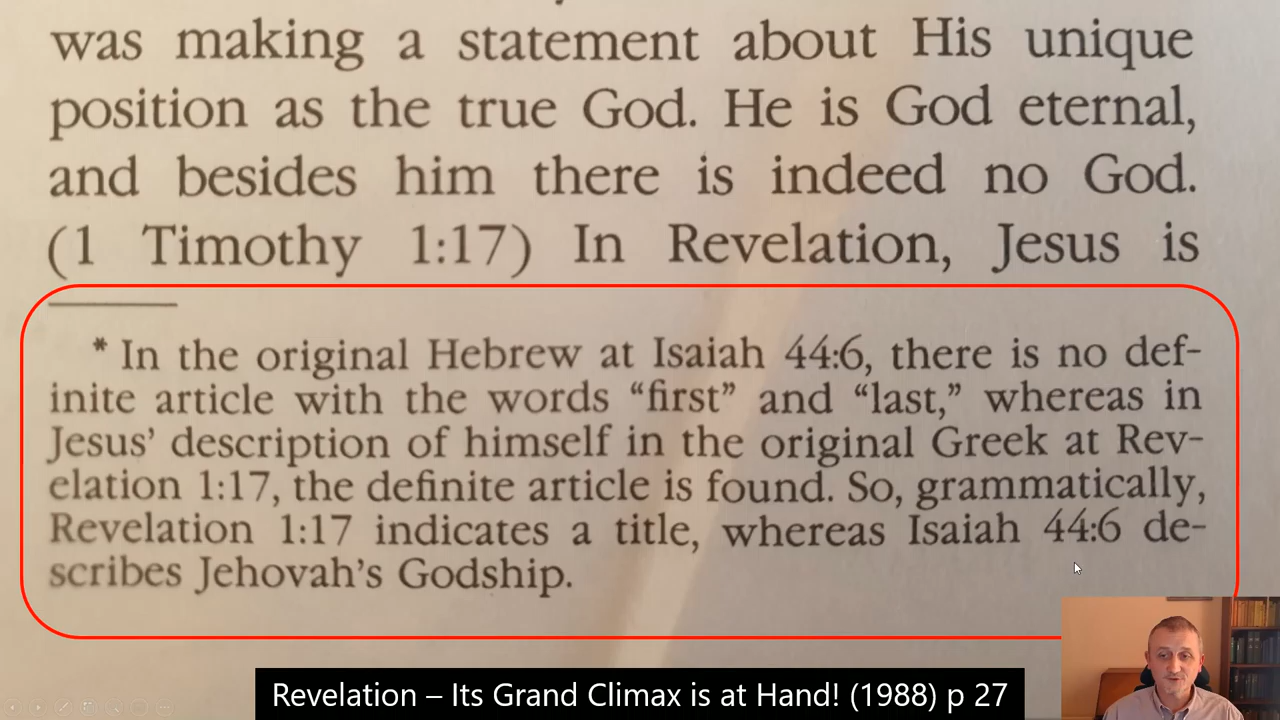 was making a statement about His unique
position as the true God. He is God eternal,
and besides him there is indeed no God.
(1 Timothy 1:17) In Revelation, Jesus is
* In the original Hebrew at Isaiah 44:6, there is no def-
inite article with the words “first” and “last,” whereas in
Jesus’ description of himself in the original Greek at Rev-
elation 1:17, the definite article is found. So, grammatically,
Revelation 1:17 indicates a title, whereas Isaiah 44:6 de-
scribes Jehovah’s Godship.
Revelation – Its Grand Climax is at Hand! (1988) p 27